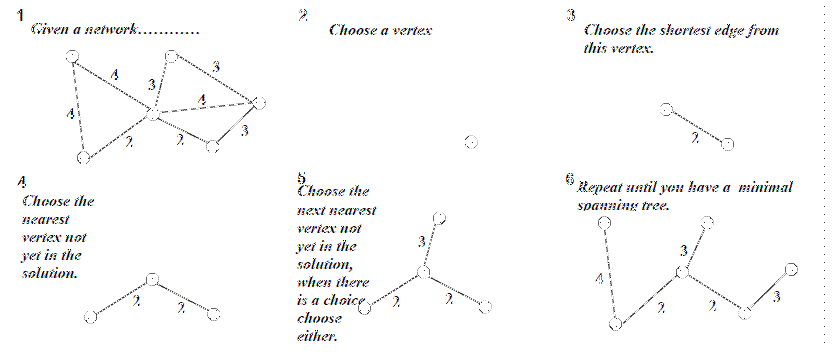 1
Given a network............
4
3
3
4
4
2
2
3
2
Choose a vertex
3
Choose the shortest edge from
this vertex.
2
4
Choose the
nearest
vertex not
yet in the
solution.
2
2
5
Choose the
next nearest
vertex not
yet in the
solution,
when there
is a choice
choose
either.
3
2
2
6
Repeat until you have a minimal
spanning tree.
4
3
2
2
3